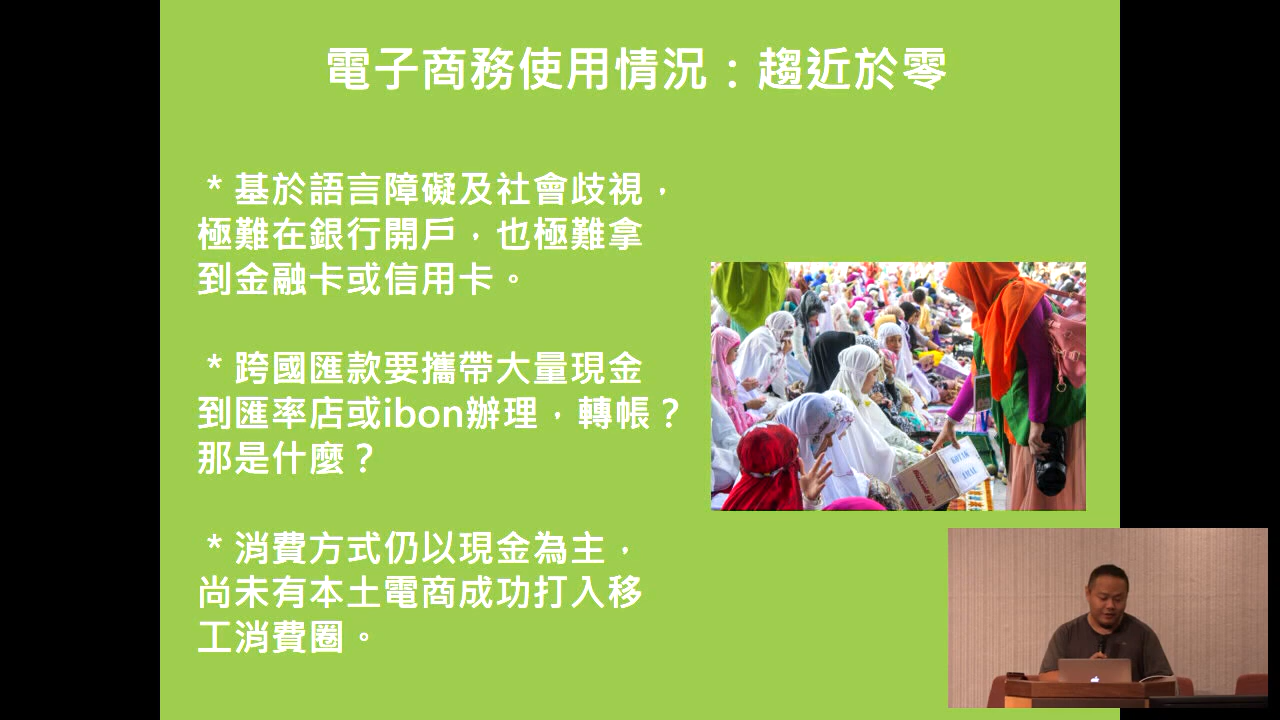 電子商務使用情況：趨近於零
* 基於語言障礙及社會歧視，
極難在銀行開戶，也極難拿
到金融卡或信用卡。
* 跨國匯款要攜帶大量現金
到匯率店或ibon辦理，轉帳？
那是什麼？
* 消費方式仍以現金為主，
尚未有本土電商成功打入移
工消費圈。